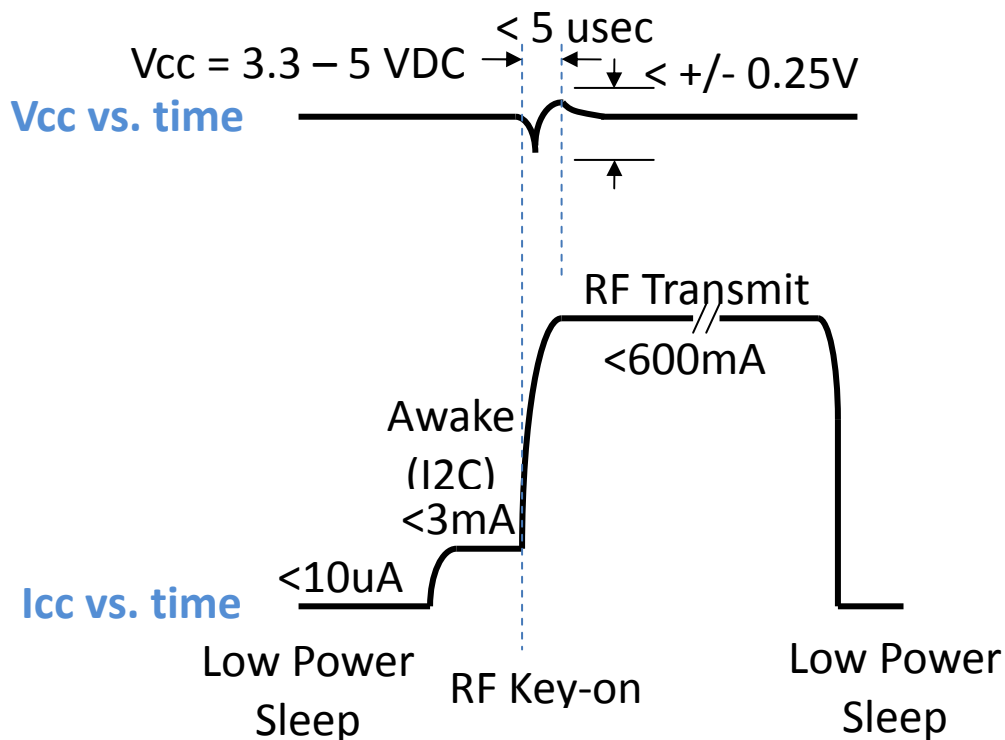 < 5 usec
Vcc = 3.3 – 5 VDC
< +/- 0.25V
Vcc vs. time
RF Transmit
<600mA
Awake
(I2C)
<3mA
<10uA
Icc vs. time
Low Power
Sleep
RF Key-on
Low Power
Sleep